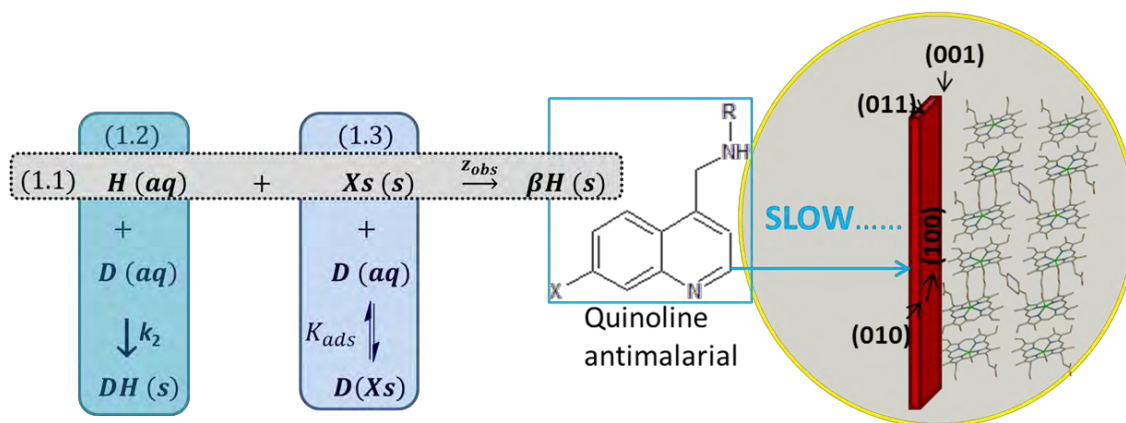 (1.2)
(1.3)
(1.1) H (aq) + Xs (s) z_obs → βH (s)
+
+
D (aq)
D (aq)
↓ k₂
K_ads ⇌
DH (s)
D(Xs)
R
NH
X
N
Quinoline
antimalarial
SLOW......
(001)
(011)
(100)
(010)